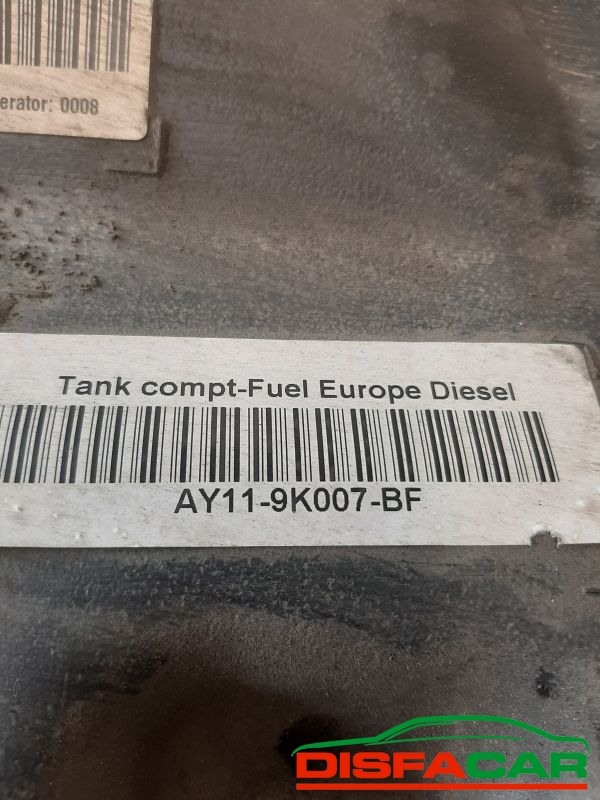 erator: 0008
Tank compt-Fuel Europe Diesel
AY11-9K007-BF
DISFACAR